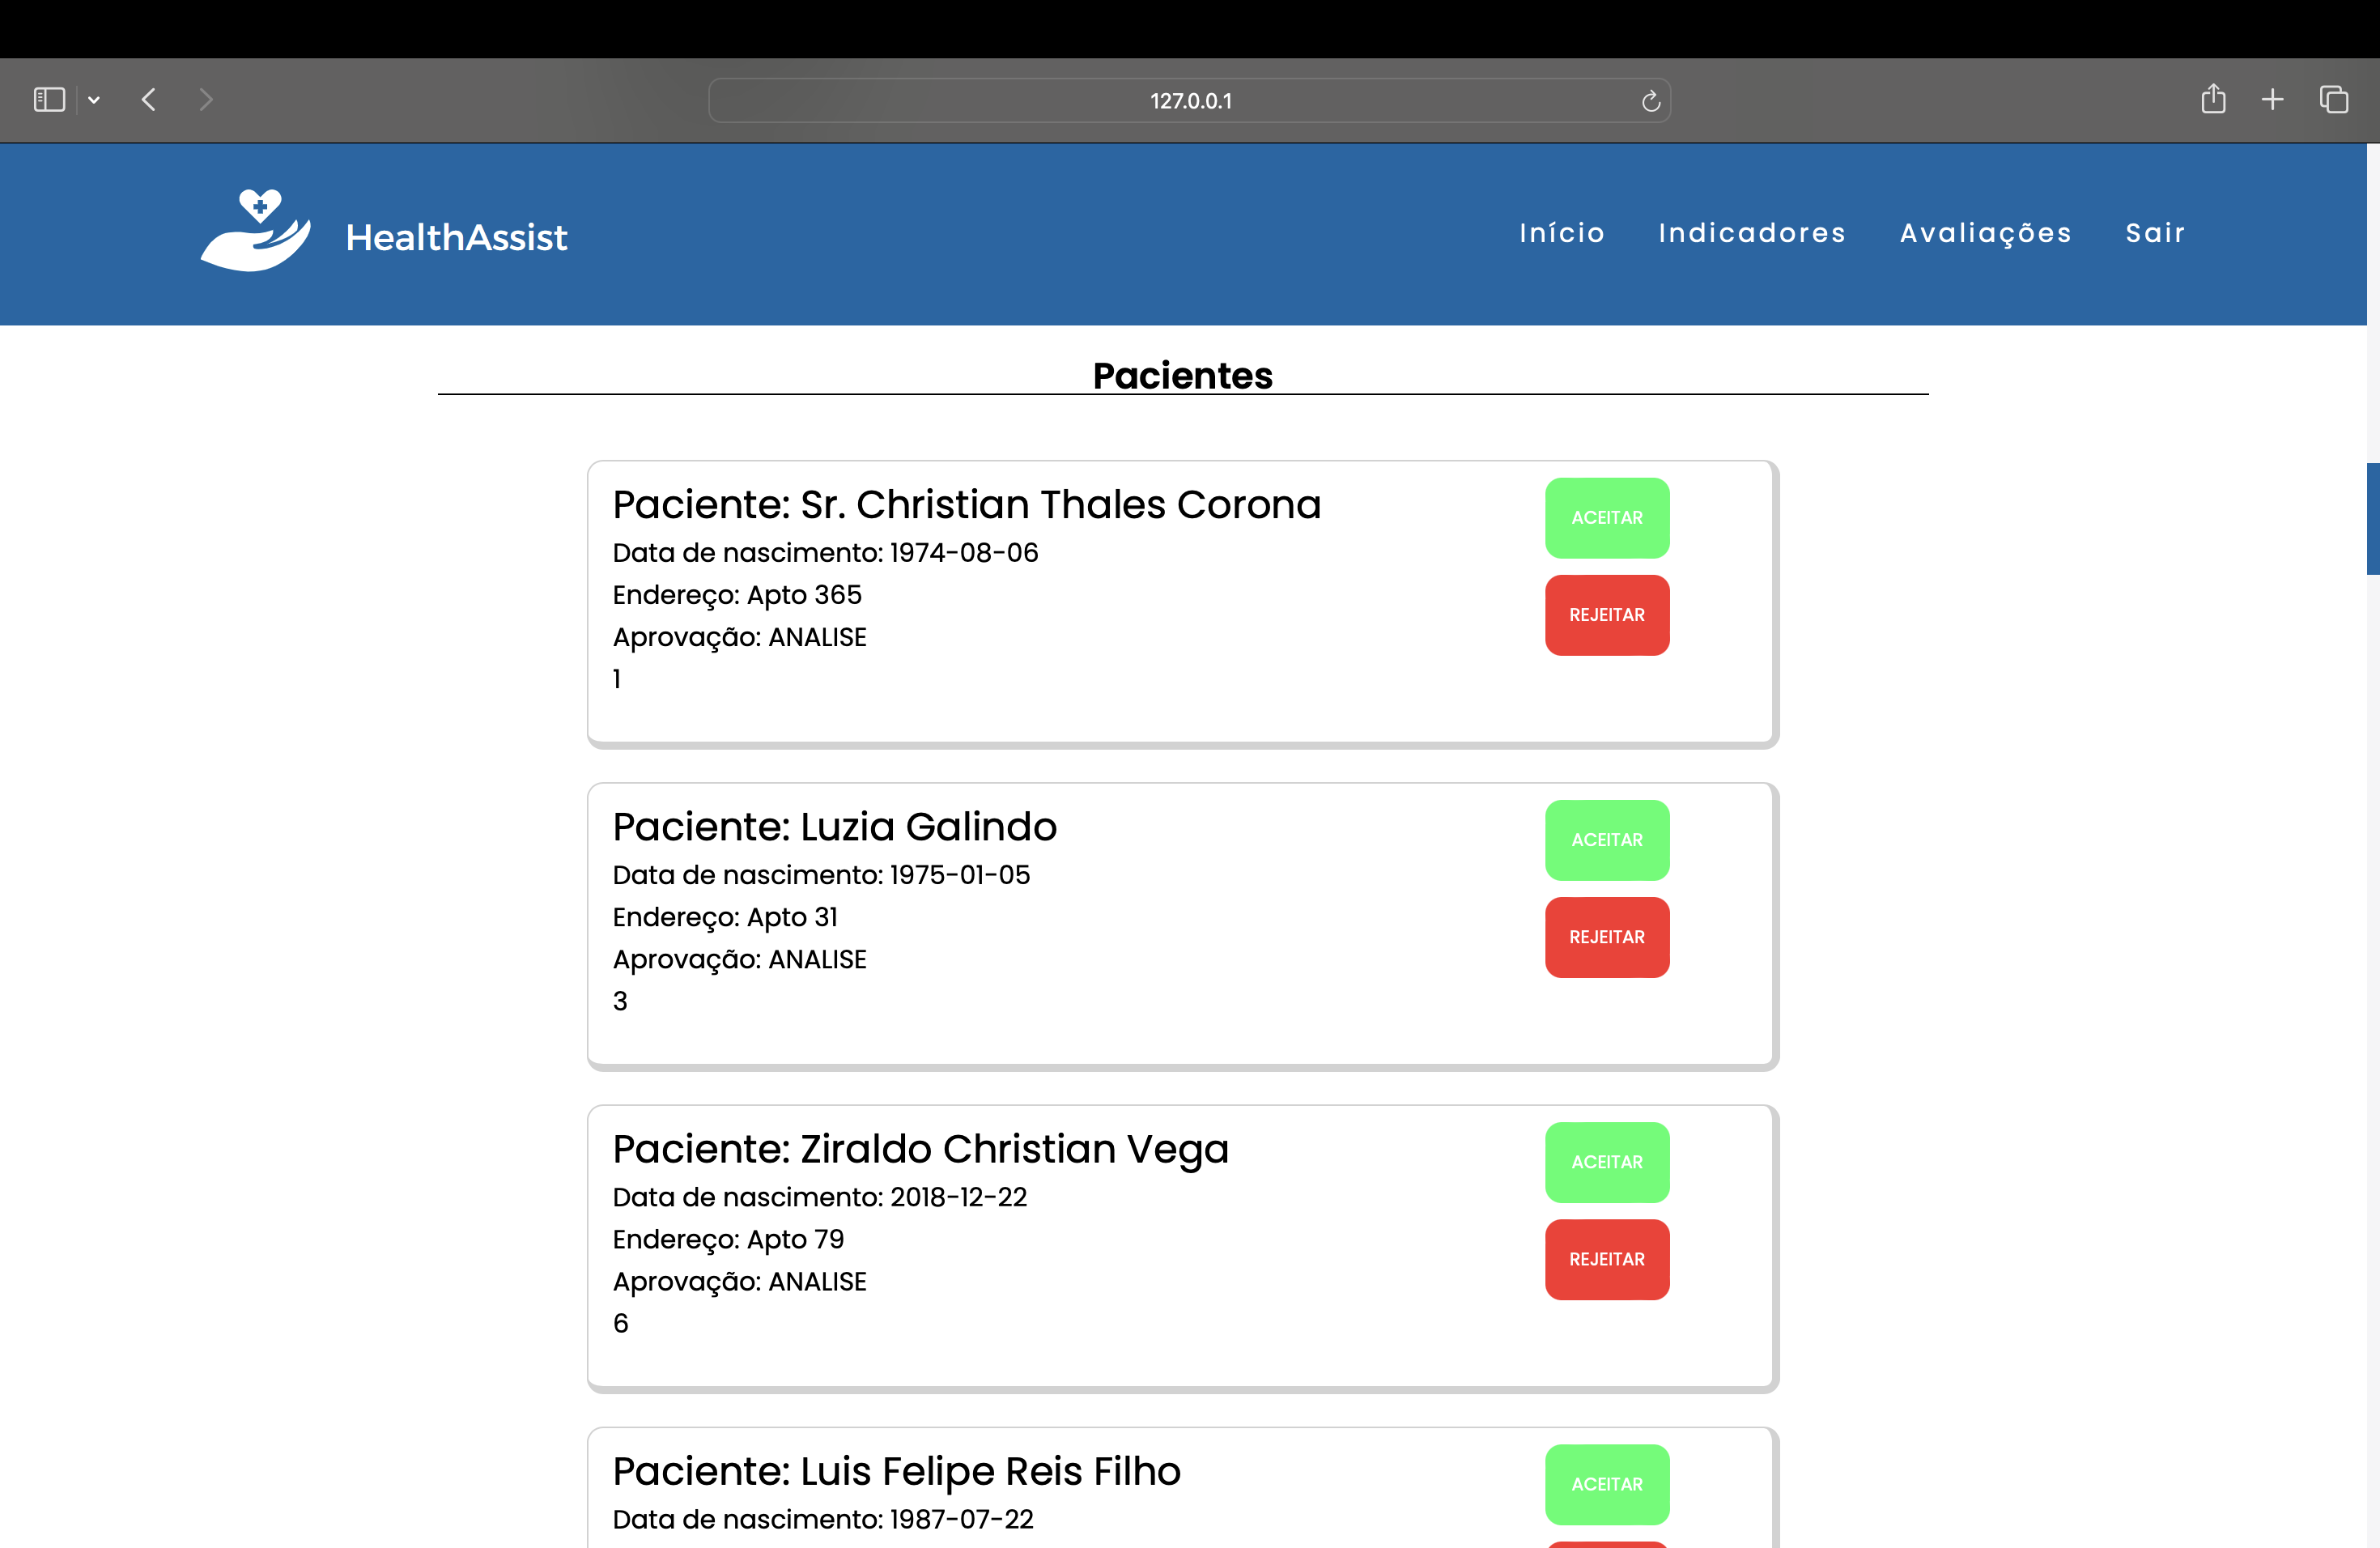 127.0.0.1
HealthAssist
Início Indicadores Avaliações Sair
Pacientes
Paciente: Sr. Christian Thales Corona
Data de nascimento: 1974-08-06
Endereço: Apto 365
Aprovação: ANALISE
1
ACEITAR
REJEITAR
Paciente: Luzia Galindo
Data de nascimento: 1975-01-05
Endereço: Apto 31
Aprovação: ANALISE
3
ACEITAR
REJEITAR
Paciente: Ziraldo Christian Vega
Data de nascimento: 2018-12-22
Endereço: Apto 79
Aprovação: ANALISE
6
ACEITAR
REJEITAR
Paciente: Luis Felipe Reis Filho
Data de nascimento: 1987-07-22
ACEITAR